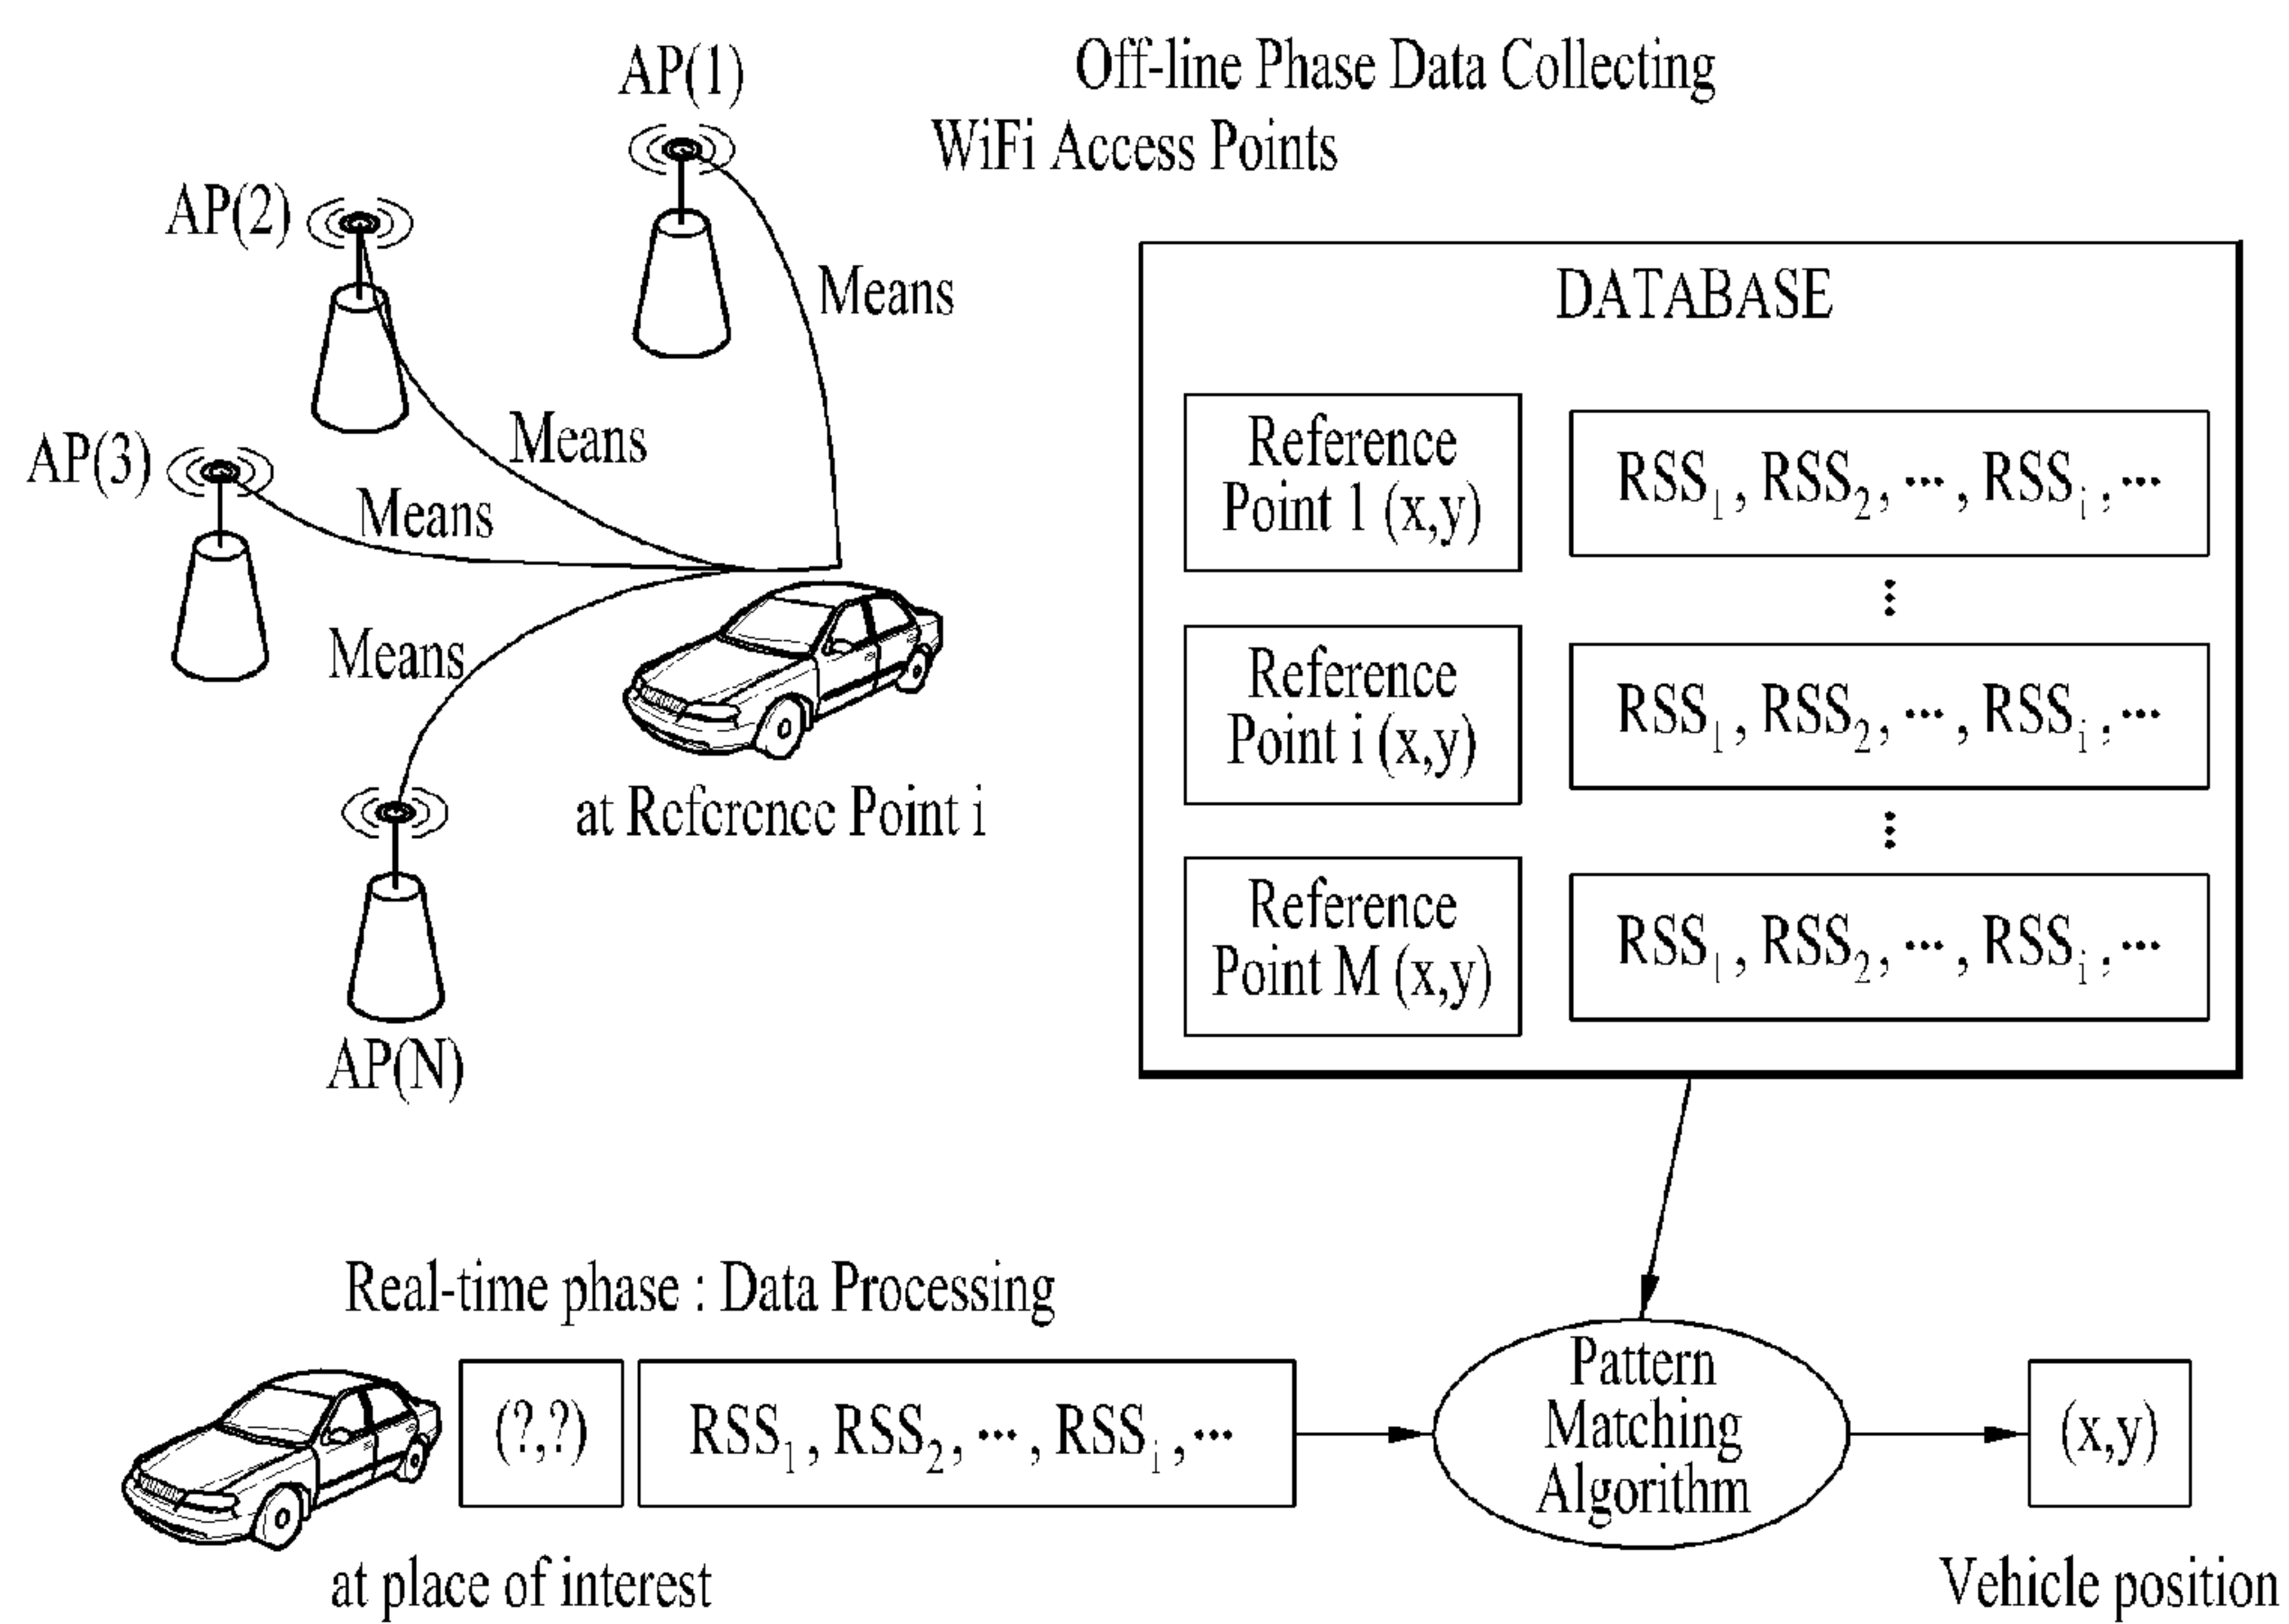 Off-line Phase Data Collecting
WiFi Access Points
AP(1)
AP(2)
AP(3)
AP(N)
Means
Means
Means
Means
at Reference Point i
DATABASE
Reference
Point 1 (x,y)
RSS₁, RSS₂, ···, RSSᵢ, ···
⋮
Reference
Point i (x,y)
RSS₁, RSS₂, ···, RSSᵢ, ···
⋮
Reference
Point M (x,y)
RSS₁, RSS₂, ···, RSSᵢ, ···
Real-time phase : Data Processing
(?,?)
RSS₁, RSS₂, ···, RSSᵢ, ···
at place of interest
Pattern
Matching
Algorithm
(x,y)
Vehicle position